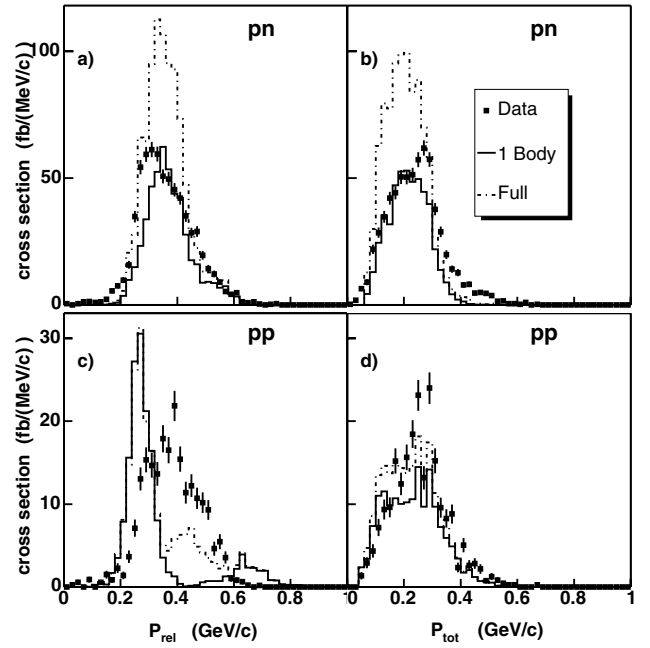 pn
pn
a)
b)
100
50
0
cross section (fb/(MeV/c))
Data
1 Body
Full
pp
pp
c)
d)
30
20
10
0
cross section (fb/(MeV/c))
0 0.2 0.4 0.6 0.8 1 0 0.2 0.4 0.6 0.8 1
P_rel (GeV/c)
P_tot (GeV/c)